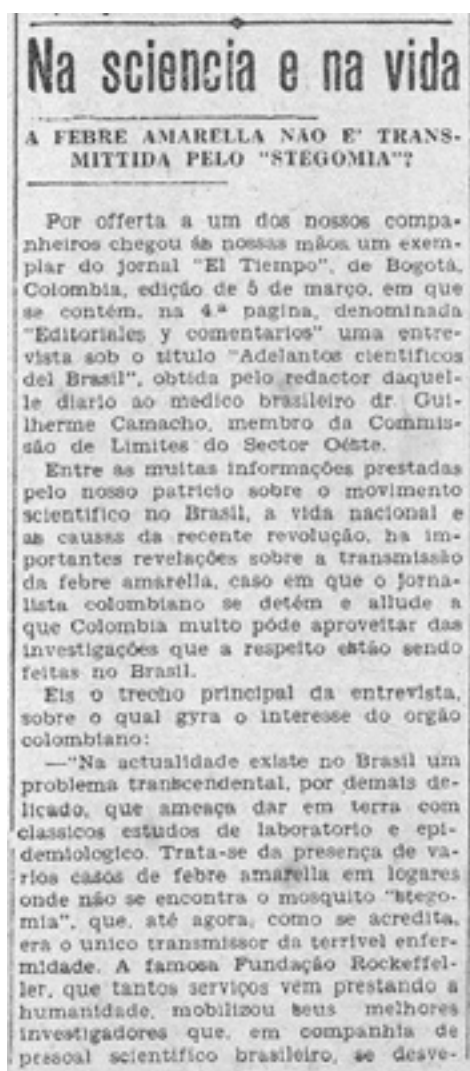 Na sciencia e na vida
A FEBRE AMARELLA NÃO E' TRANS-
MITTIDA PELO "STEGOMIA"?
Por offerta a um dos nossos compa-
nheiros chegou ás nossas mãos um exem-
plar do jornal "El Tiempo", de Bogotá,
Colombia, edição de 5 de março, em que
se contém, na 4.ª pagina, denominada
"Editoriales y comentarios" uma entre-
vista sob o titulo "Adelantos cientificos
del Brasil", obtida pelo redactor daquel-
le diario ao medico brasileiro dr. Gui-
lherme Camacho, membro da Commis-
são de Limites do Sector Oéste.
Entre as muitas informações prestadas
pelo nosso patricio sobre o movimento
scientifico no Brasil, a vida nacional e
as causas da recente revolução, ha im-
portantes revelações sobre a transmissão
da febre amarella, caso em que o jorna-
lista colombiano se detém e allude a
que Colombia muito póde aproveitar das
investigações que a respeito estão sendo
feitas no Brasil.
Eis o trecho principal da entrevista,
sobre o qual gyra o interesse do orgão
colombiano:
—"Na actualidade existe no Brasil um
problema transcendental, por demais de-
licado, que ameaça dar em terra com
classicos estudos de laboratorio e epi-
demiologico. Trata-se da presença de va-
rios casos de febre amarella em logares
onde não se encontra o mosquito "stego-
mia", que, até agora, como se acredita,
era o unico transmissor da terrivel enfer-
midade. A famosa Fundação Rockeffel-
ler, que tantos serviços vem prestando a
humanidade, mobilizou seus melhores
investigadores que, em companhia de
pessoal scientifico brasileiro, se desve-